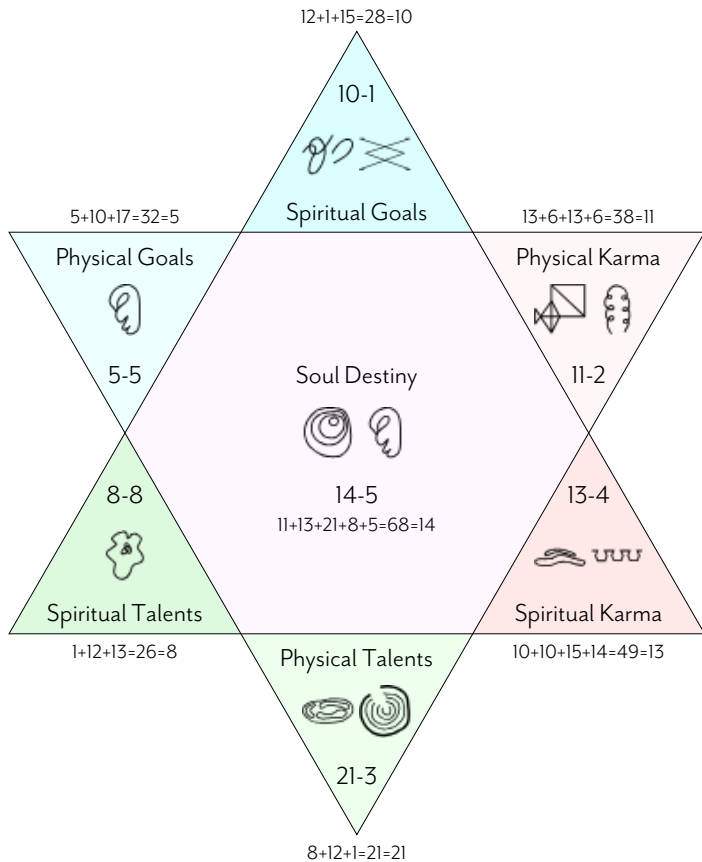 12+1+15=28=10
10-1
Spiritual Goals
5+10+17=32=5
13+6+13+6=38=11
Physical Goals
Physical Karma
5-5
11-2
Soul Destiny
14-5
11+13+21+8+5=68=14
8-8
13-4
Spiritual Talents
Spiritual Karma
1+12+13=26=8
10+10+15+14=49=13
Physical Talents
21-3
8+12+1=21=21